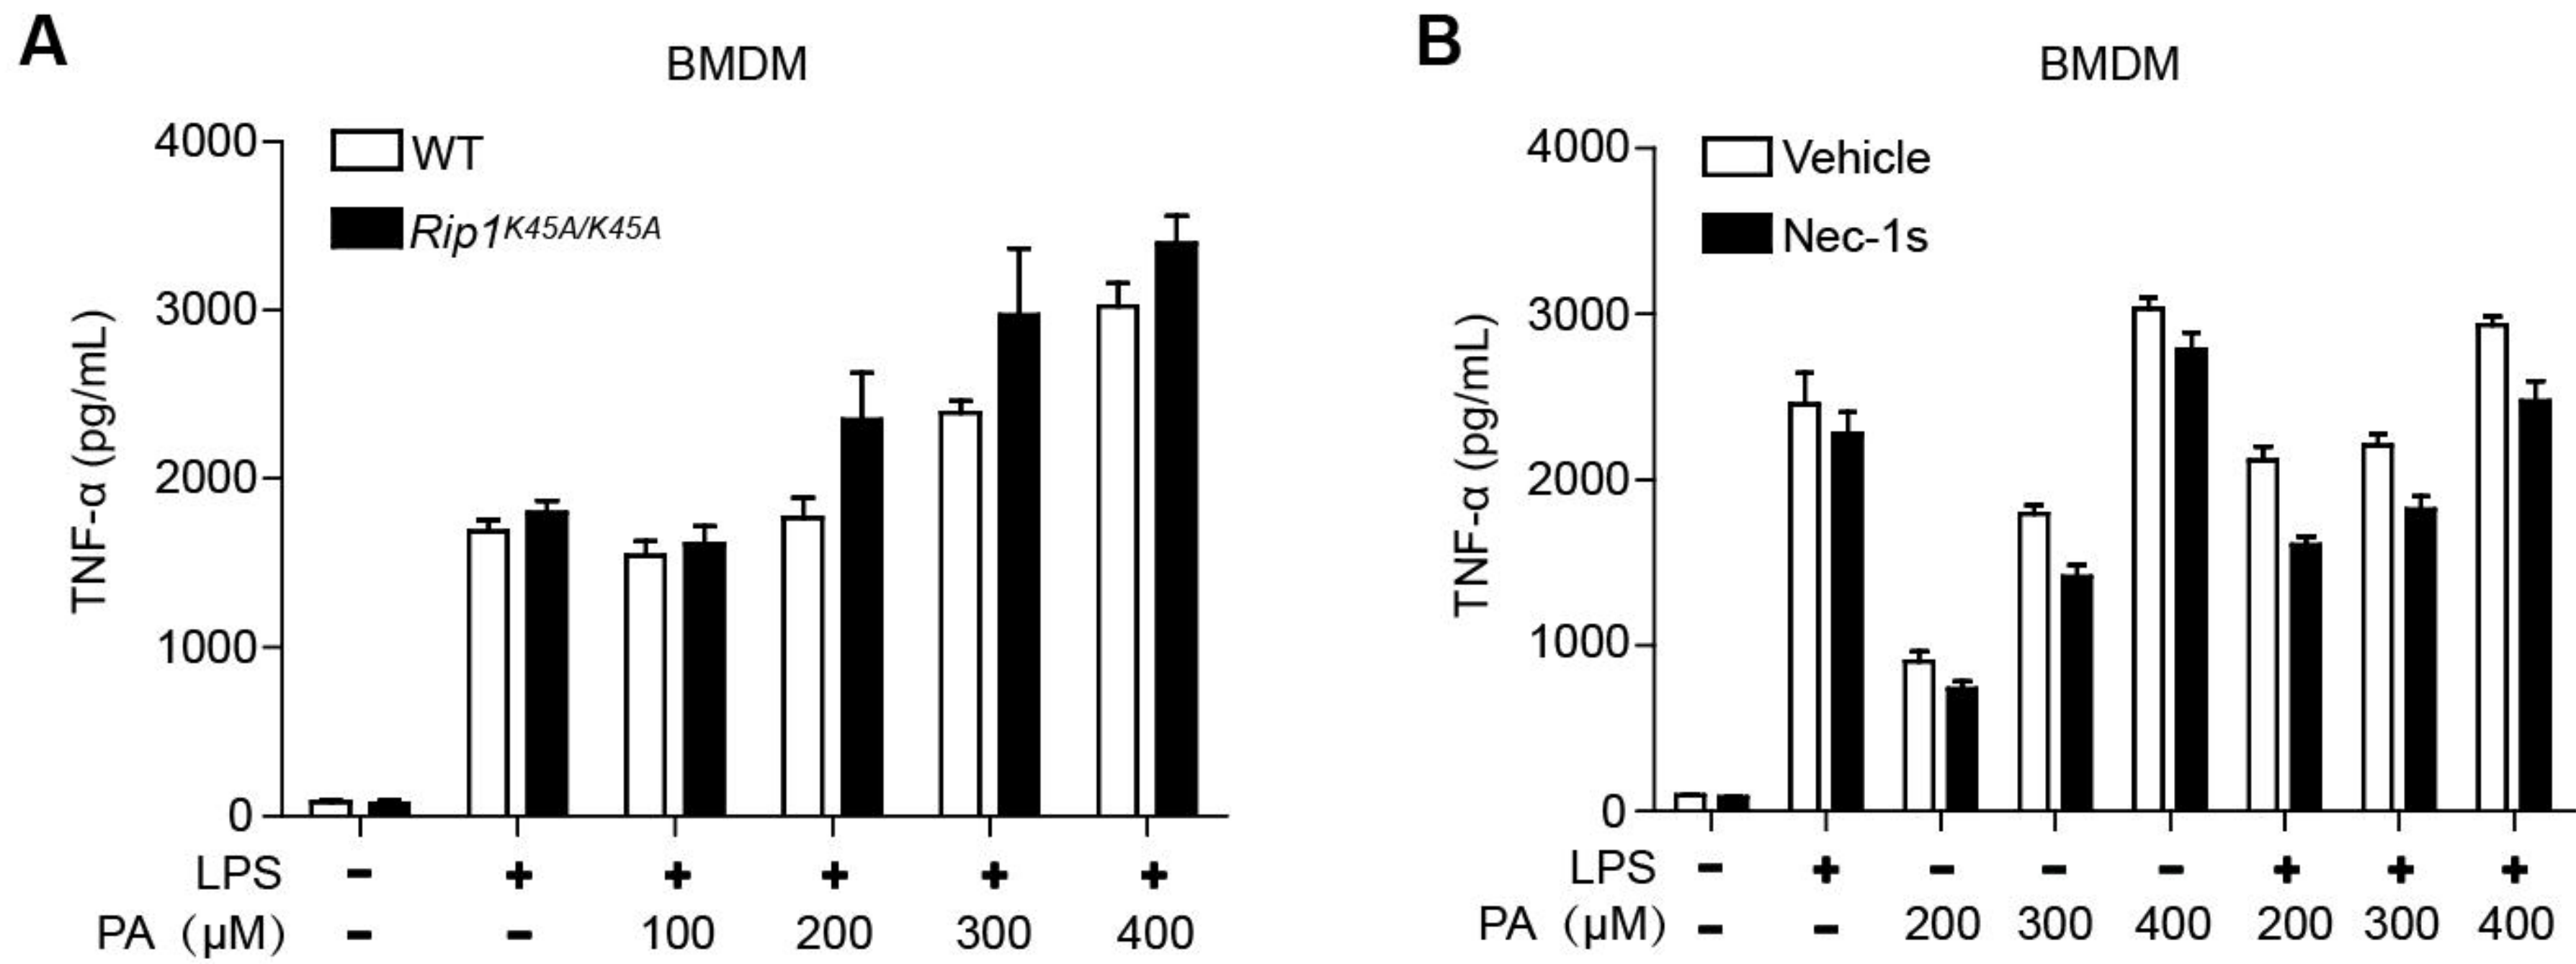 A
BMDM
4000
3000
2000
1000
0
TNF-α (pg/mL)
WT
Rip1K45A/K45A
LPS - + + + + +
PA (μM) - - 100 200 300 400
B
BMDM
4000
3000
2000
1000
0
TNF-α (pg/mL)
Vehicle
Nec-1s
LPS - + - - - + + +
PA (μM) - - 200 300 400 200 300 400